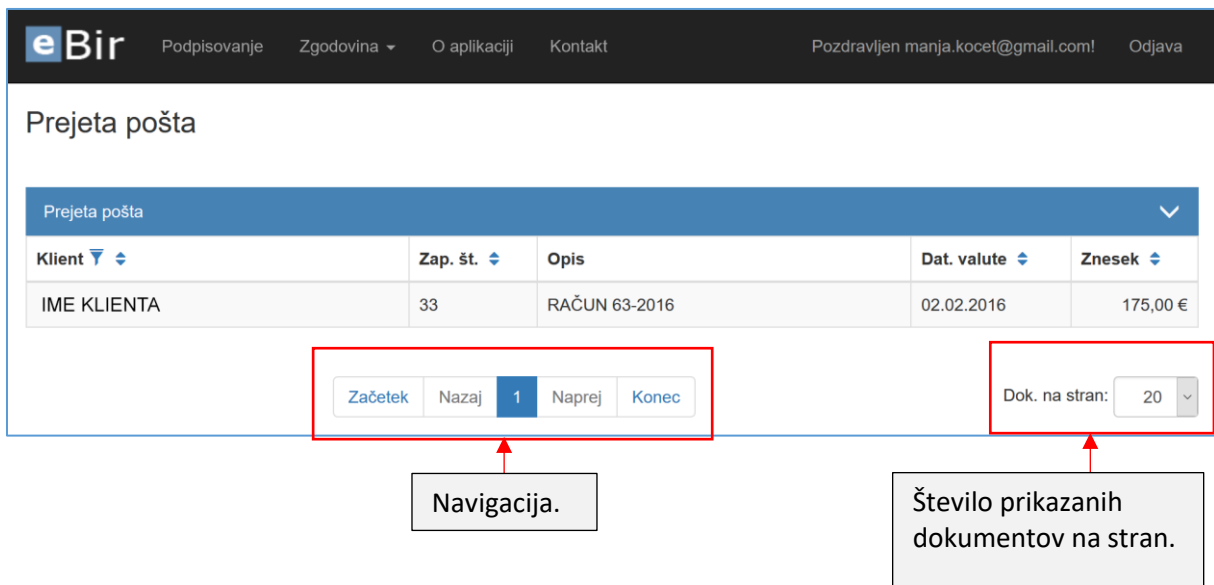 eBir Podpisovanje Zgodovina O aplikaciji Kontakt Pozdravljen manja.kocet@gmail.com! Odjava
Prejeta pošta
Prejeta pošta
Klient Zap. št. Opis Dat. valute Znesek
IME KLIENTA 33 RAČUN 63-2016 02.02.2016 175,00 €
Začetek Nazaj 1 Naprej Konec Dok. na stran: 20
Navigacija.
Število prikazanih
dokumentov na stran.